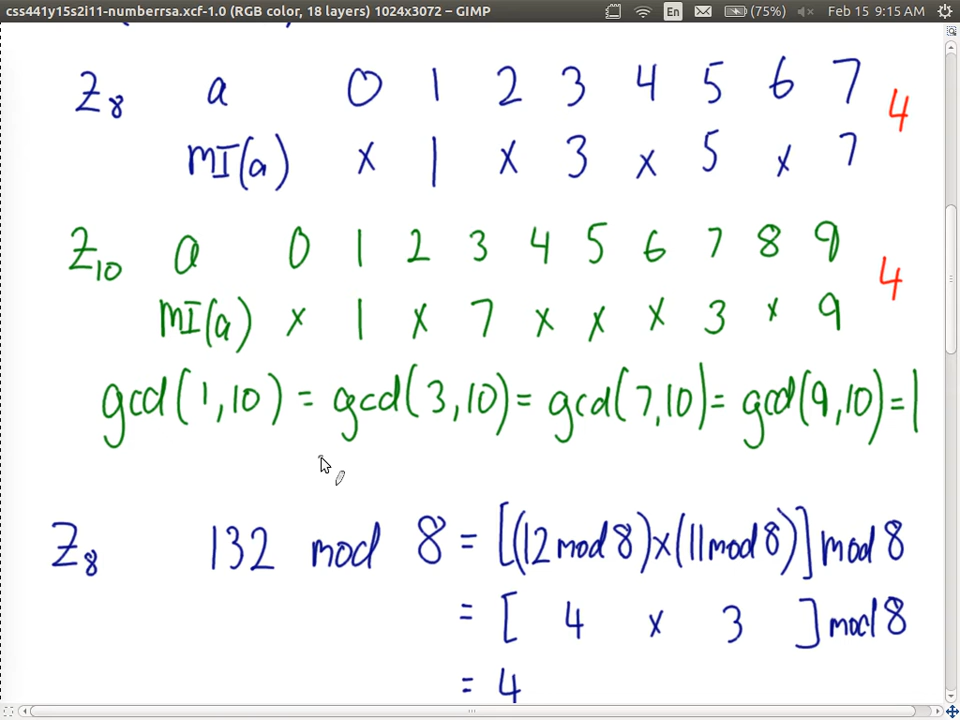 css441y15s2i11-numberrsa.xcf-1.0 (RGB color, 18 layers) 1024x3072 – GIMP En (75%) Feb 15 9:15 AM
Z8 a 0 1 2 3 4 5 6 7 4
MI(a) x 1 x 3 x 5 x 7
Z10 a 0 1 2 3 4 5 6 7 8 9 4
MI(a) x 1 x 7 x x x 3 x 9
gcd(1,10) = gcd(3,10) = gcd(7,10) = gcd(9,10) = 1
Z8 132 mod 8 = [(12 mod 8) x (11 mod 8)] mod 8
= [ 4 x 3 ] mod 8
= 4